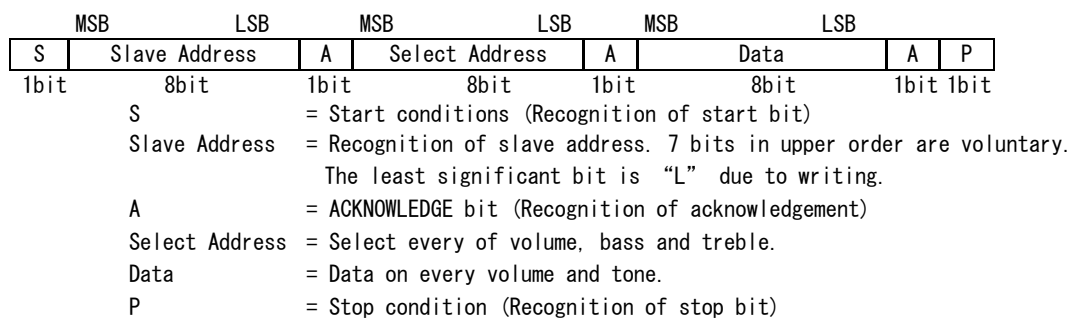 MSB LSB MSB LSB MSB LSB
S Slave Address A Select Address A Data A P
1bit 8bit 1bit 8bit 1bit 8bit 1bit 1bit
S = Start conditions (Recognition of start bit)
Slave Address = Recognition of slave address. 7 bits in upper order are voluntary.
The least significant bit is “L” due to writing.
A = ACKNOWLEDGE bit (Recognition of acknowledgement)
Select Address = Select every of volume, bass and treble.
Data = Data on every volume and tone.
P = Stop condition (Recognition of stop bit)